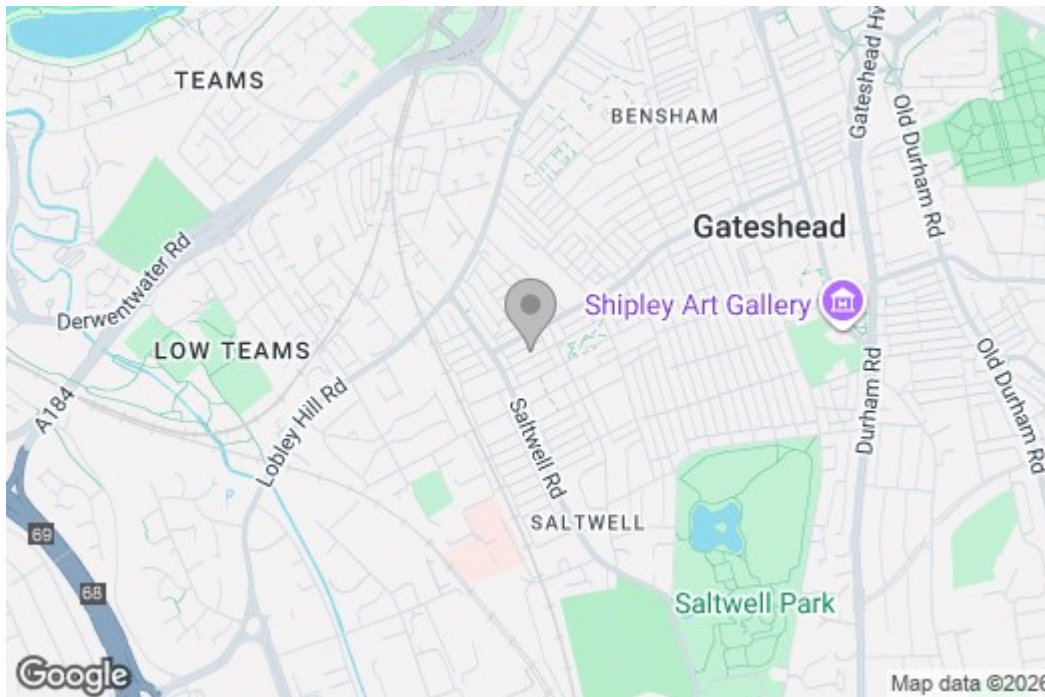 TEAMS
BENSHAM
Gateshead Hw
Old Durham Rd
Gateshead
Derwentwater Rd
Shipley Art Gallery
LOW TEAMS
A184
Lobley Hill Rd
Saltwell Rd
Durham Rd
Old Durham Rd
SALTWELL
69
68
Saltwell Park
Google
Map data ©2026